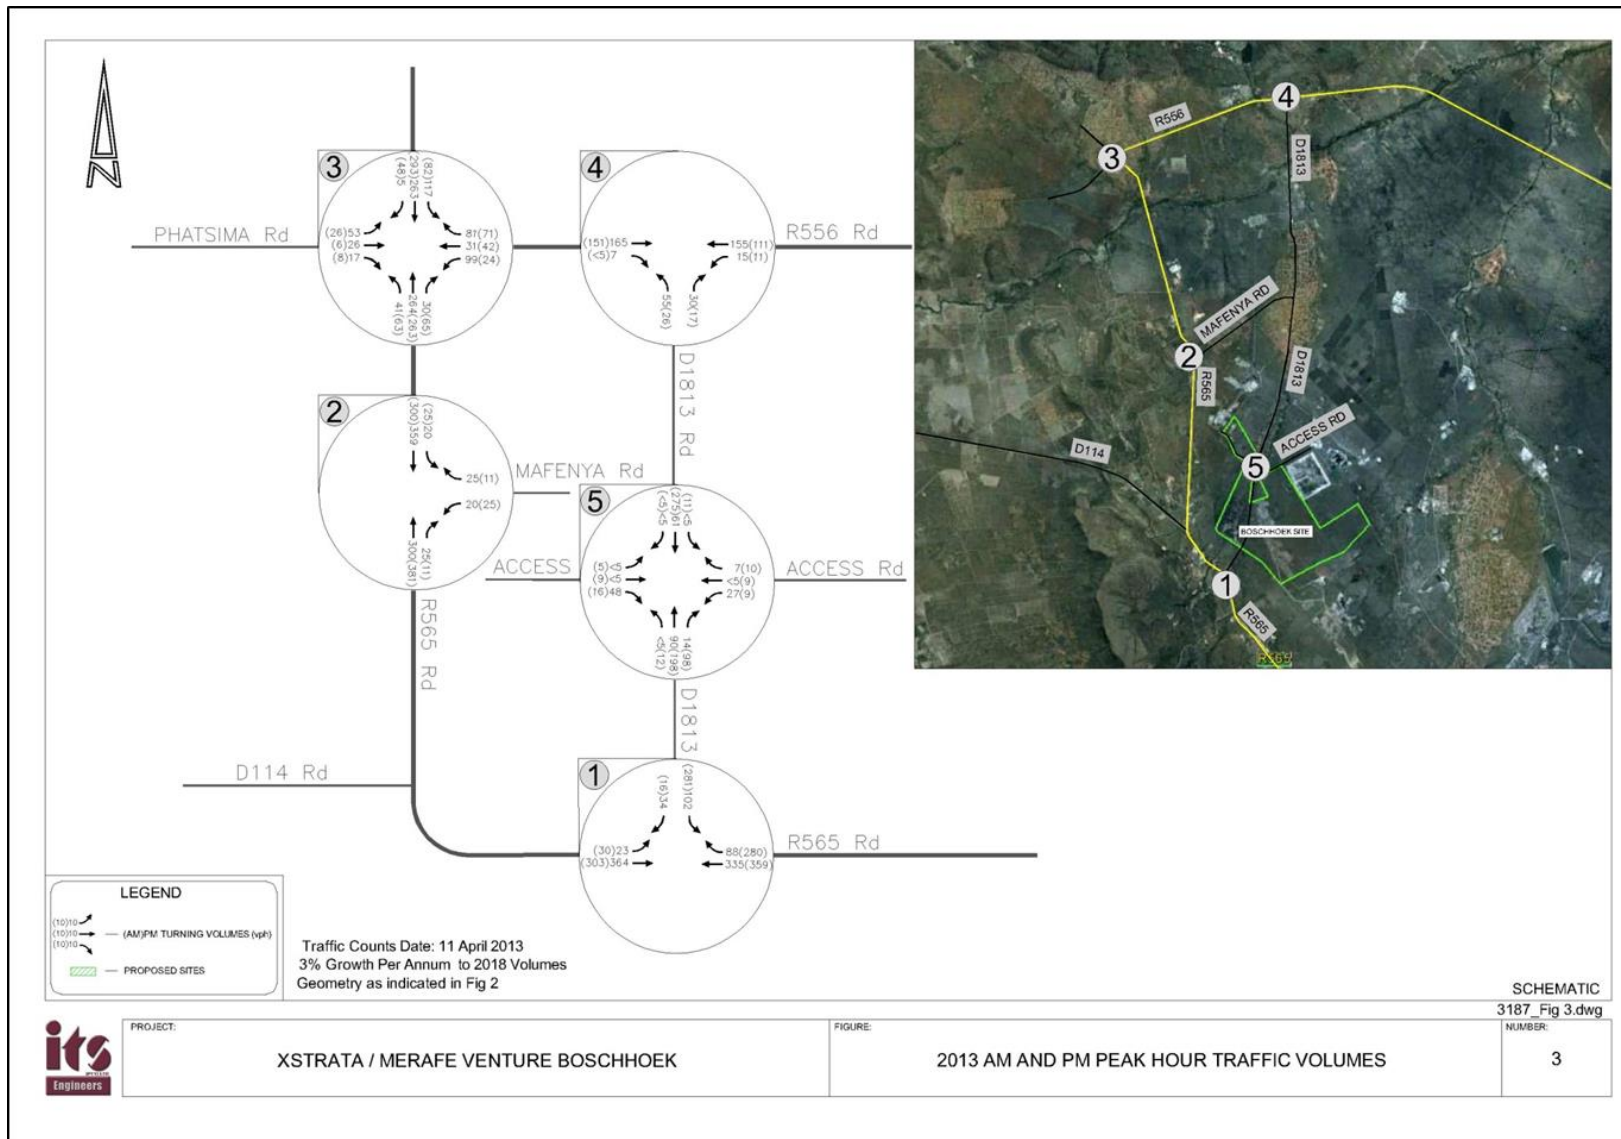 N
3
(82)117
(293)263
(48)5
(26)53
(6)26
(8)17
81(71)
31(42)
99(24)
41(63)
264(263)
30(65)
PHATSIMA Rd
4
(151)165
(<5)7
155(111)
15(11)
55(26)
30(17)
R556 Rd
D1813 Rd
2
(25)20
(300)359
25(11)
20(25)
300(381)
25(11)
MAFENYA Rd
R565 Rd
5
(11)<5
(275)61
(<5)<5
(5)<5
(9)<5
(16)48
7(10)
<5(9)
27(9)
<5(12)
90(198)
14(98)
ACCESS
ACCESS Rd
D1813
D114 Rd
1
(16)34
(281)102
(30)23
(303)364
88(280)
335(359)
R565 Rd
4
R556
3
D1813
MAFENYA RD
2
R565
D1813
ACCESS RD
D114
5
BOSCHHOEK SITE
1
R565
R565
LEGEND
(10)10
(10)10 — (AM)PM TURNING VOLUMES (vph)
(10)10
— PROPOSED SITES
Traffic Counts Date: 11 April 2013
3% Growth Per Annum to 2018 Volumes
Geometry as indicated in Fig 2
SCHEMATIC
3187_Fig 3.dwg
its
Engineers
PROJECT:
XSTRATA / MERAFE VENTURE BOSCHHOEK
FIGURE:
2013 AM AND PM PEAK HOUR TRAFFIC VOLUMES
NUMBER:
3